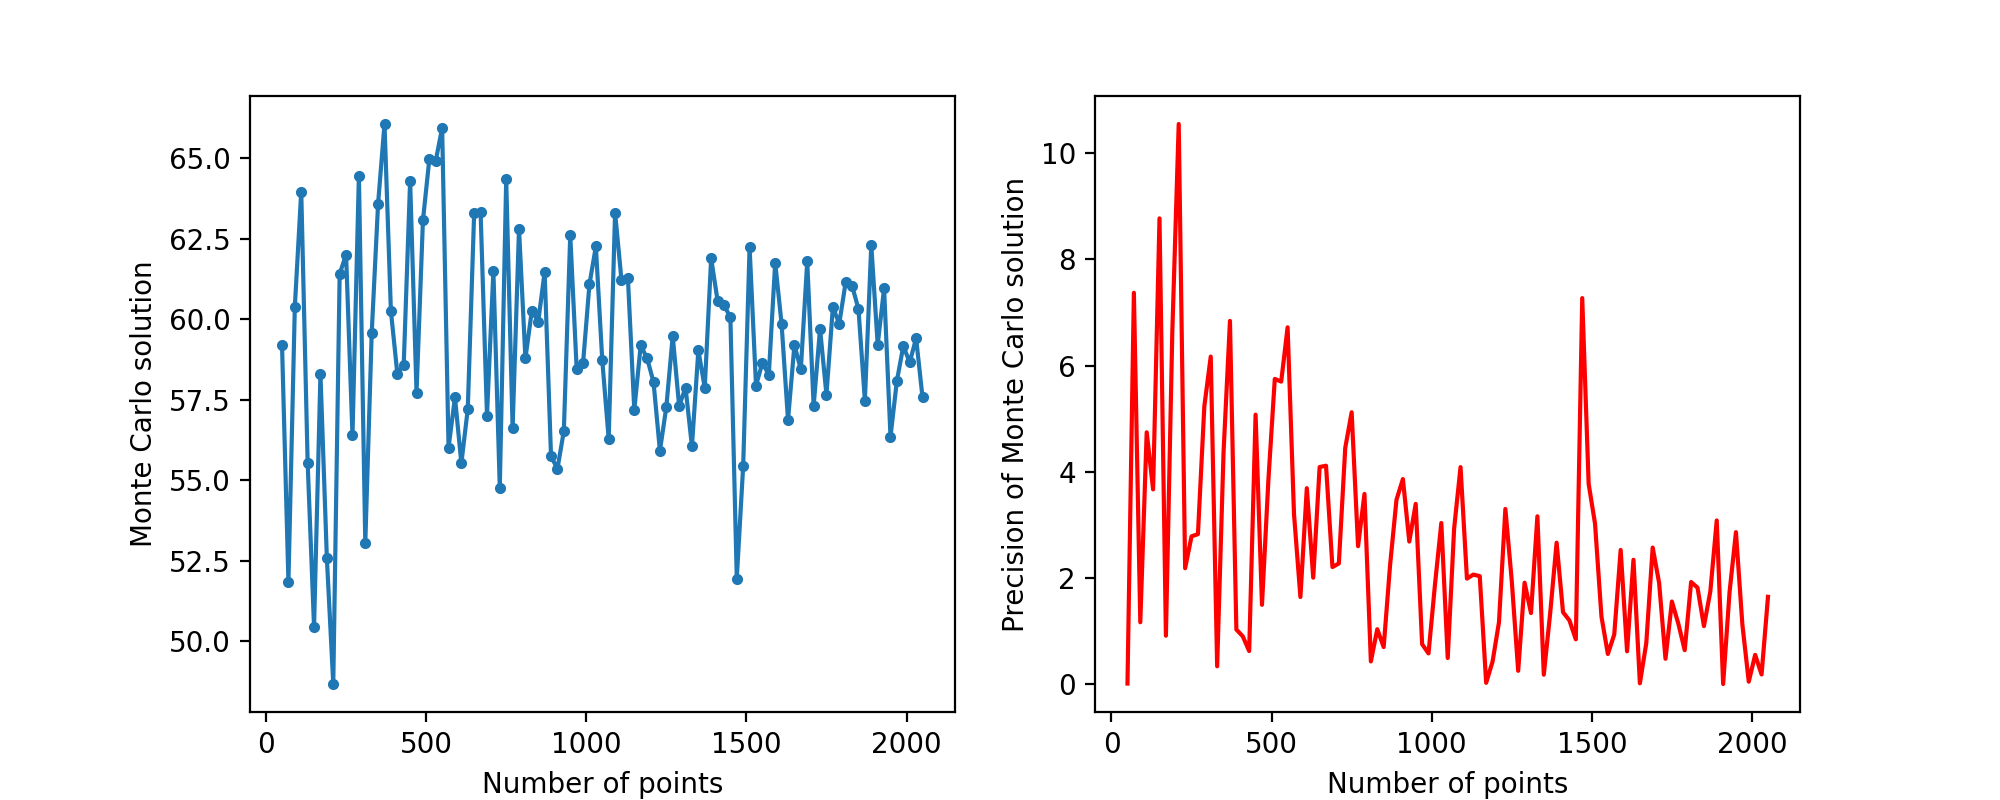 65.0
62.5
60.0
57.5
55.0
52.5
50.0
Monte Carlo solution
0 500 1000 1500 2000
Number of points
10
8
6
4
2
0
Precision of Monte Carlo solution
0 500 1000 1500 2000
Number of points